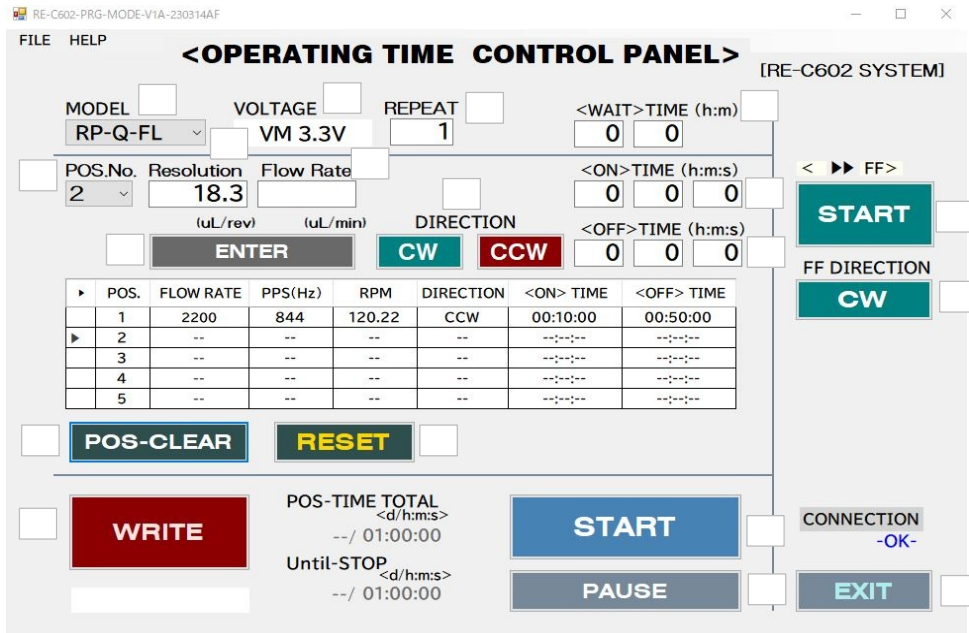 RE-C602-PRG-MODE-V1A-230314AF
FILE HELP
<OPERATING TIME CONTROL PANEL>
[RE-C602 SYSTEM]
MODEL VOLTAGE REPEAT <WAIT>TIME (h:m)
RP-Q-FL VM 3.3V 1 0 0
POS.No. Resolution Flow Rate <ON>TIME (h:m:s)
2 18.3 0 0 0
(uL/rev) (uL/min) DIRECTION <OFF>TIME (h:m:s)
ENTER CW CCW 0 0 0
< ▶▶ FF>
START
FF DIRECTION
CW
POS. FLOW RATE PPS(Hz) RPM DIRECTION <ON> TIME <OFF> TIME
1 2200 844 120.22 CCW 00:10:00 00:50:00
2 -- -- -- -- --:--:-- --:--:--
3 -- -- -- -- --:--:-- --:--:--
4 -- -- -- -- --:--:-- --:--:--
5 -- -- -- -- --:--:-- --:--:--
POS-CLEAR RESET
WRITE
POS-TIME TOTAL
<d/h:m:s>
--/ 01:00:00
Until-STOP
<d/h:m:s>
--/ 01:00:00
START
PAUSE
CONNECTION
-OK-
EXIT